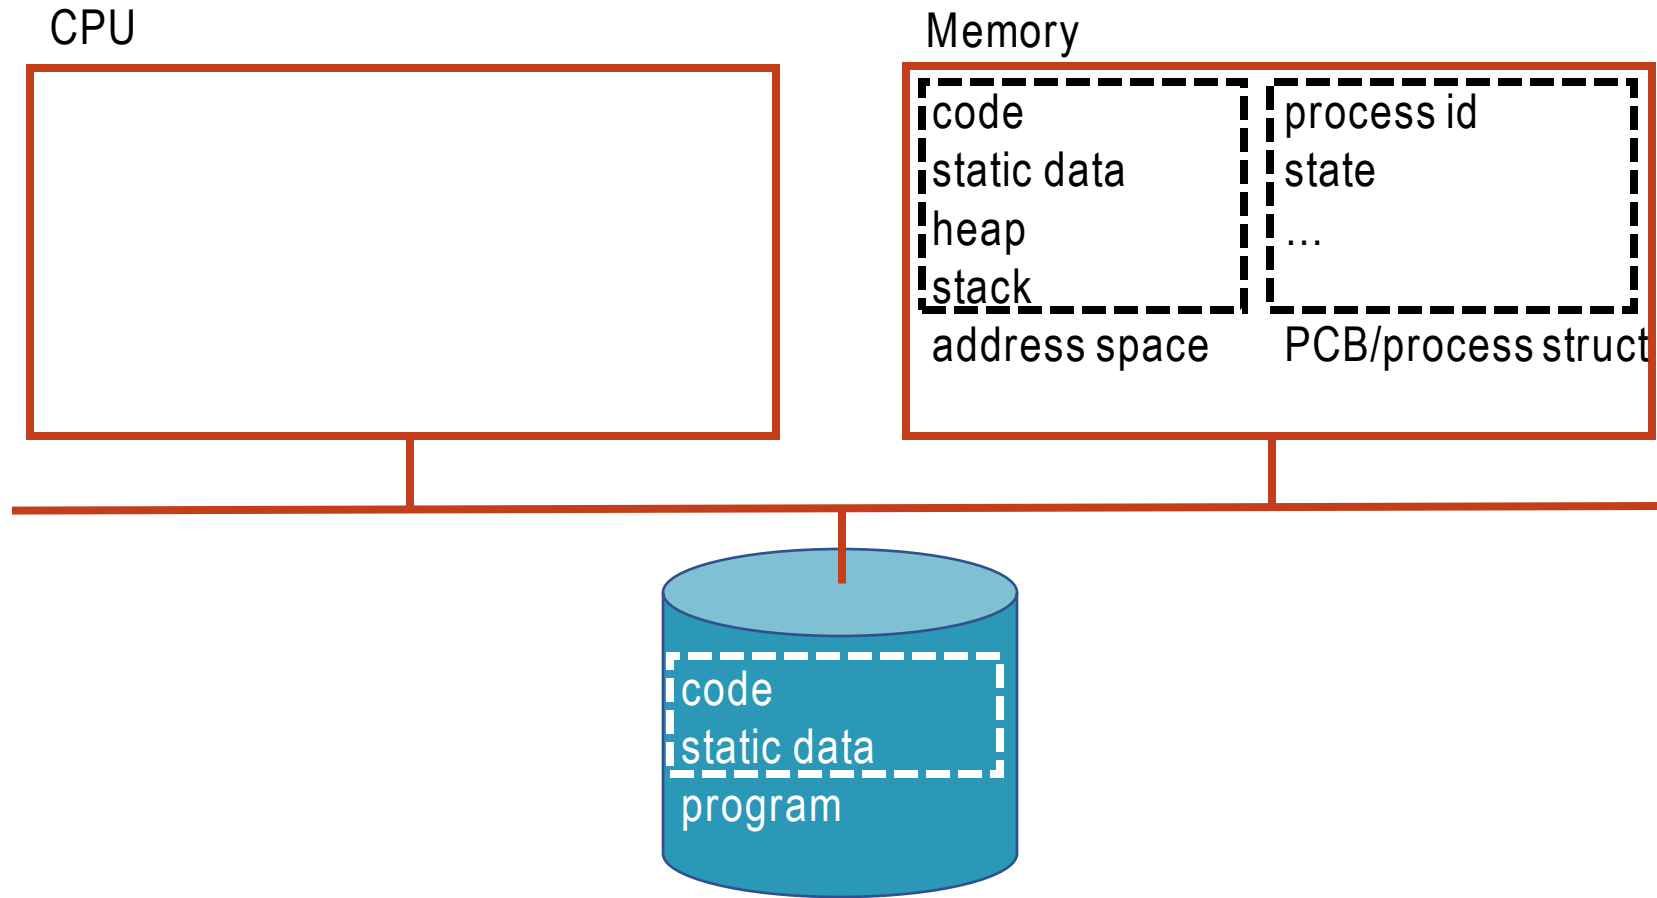 CPU
Memory
code
static data
heap
stack
address space
process id
state
...
PCB/process struct
code
static data
program